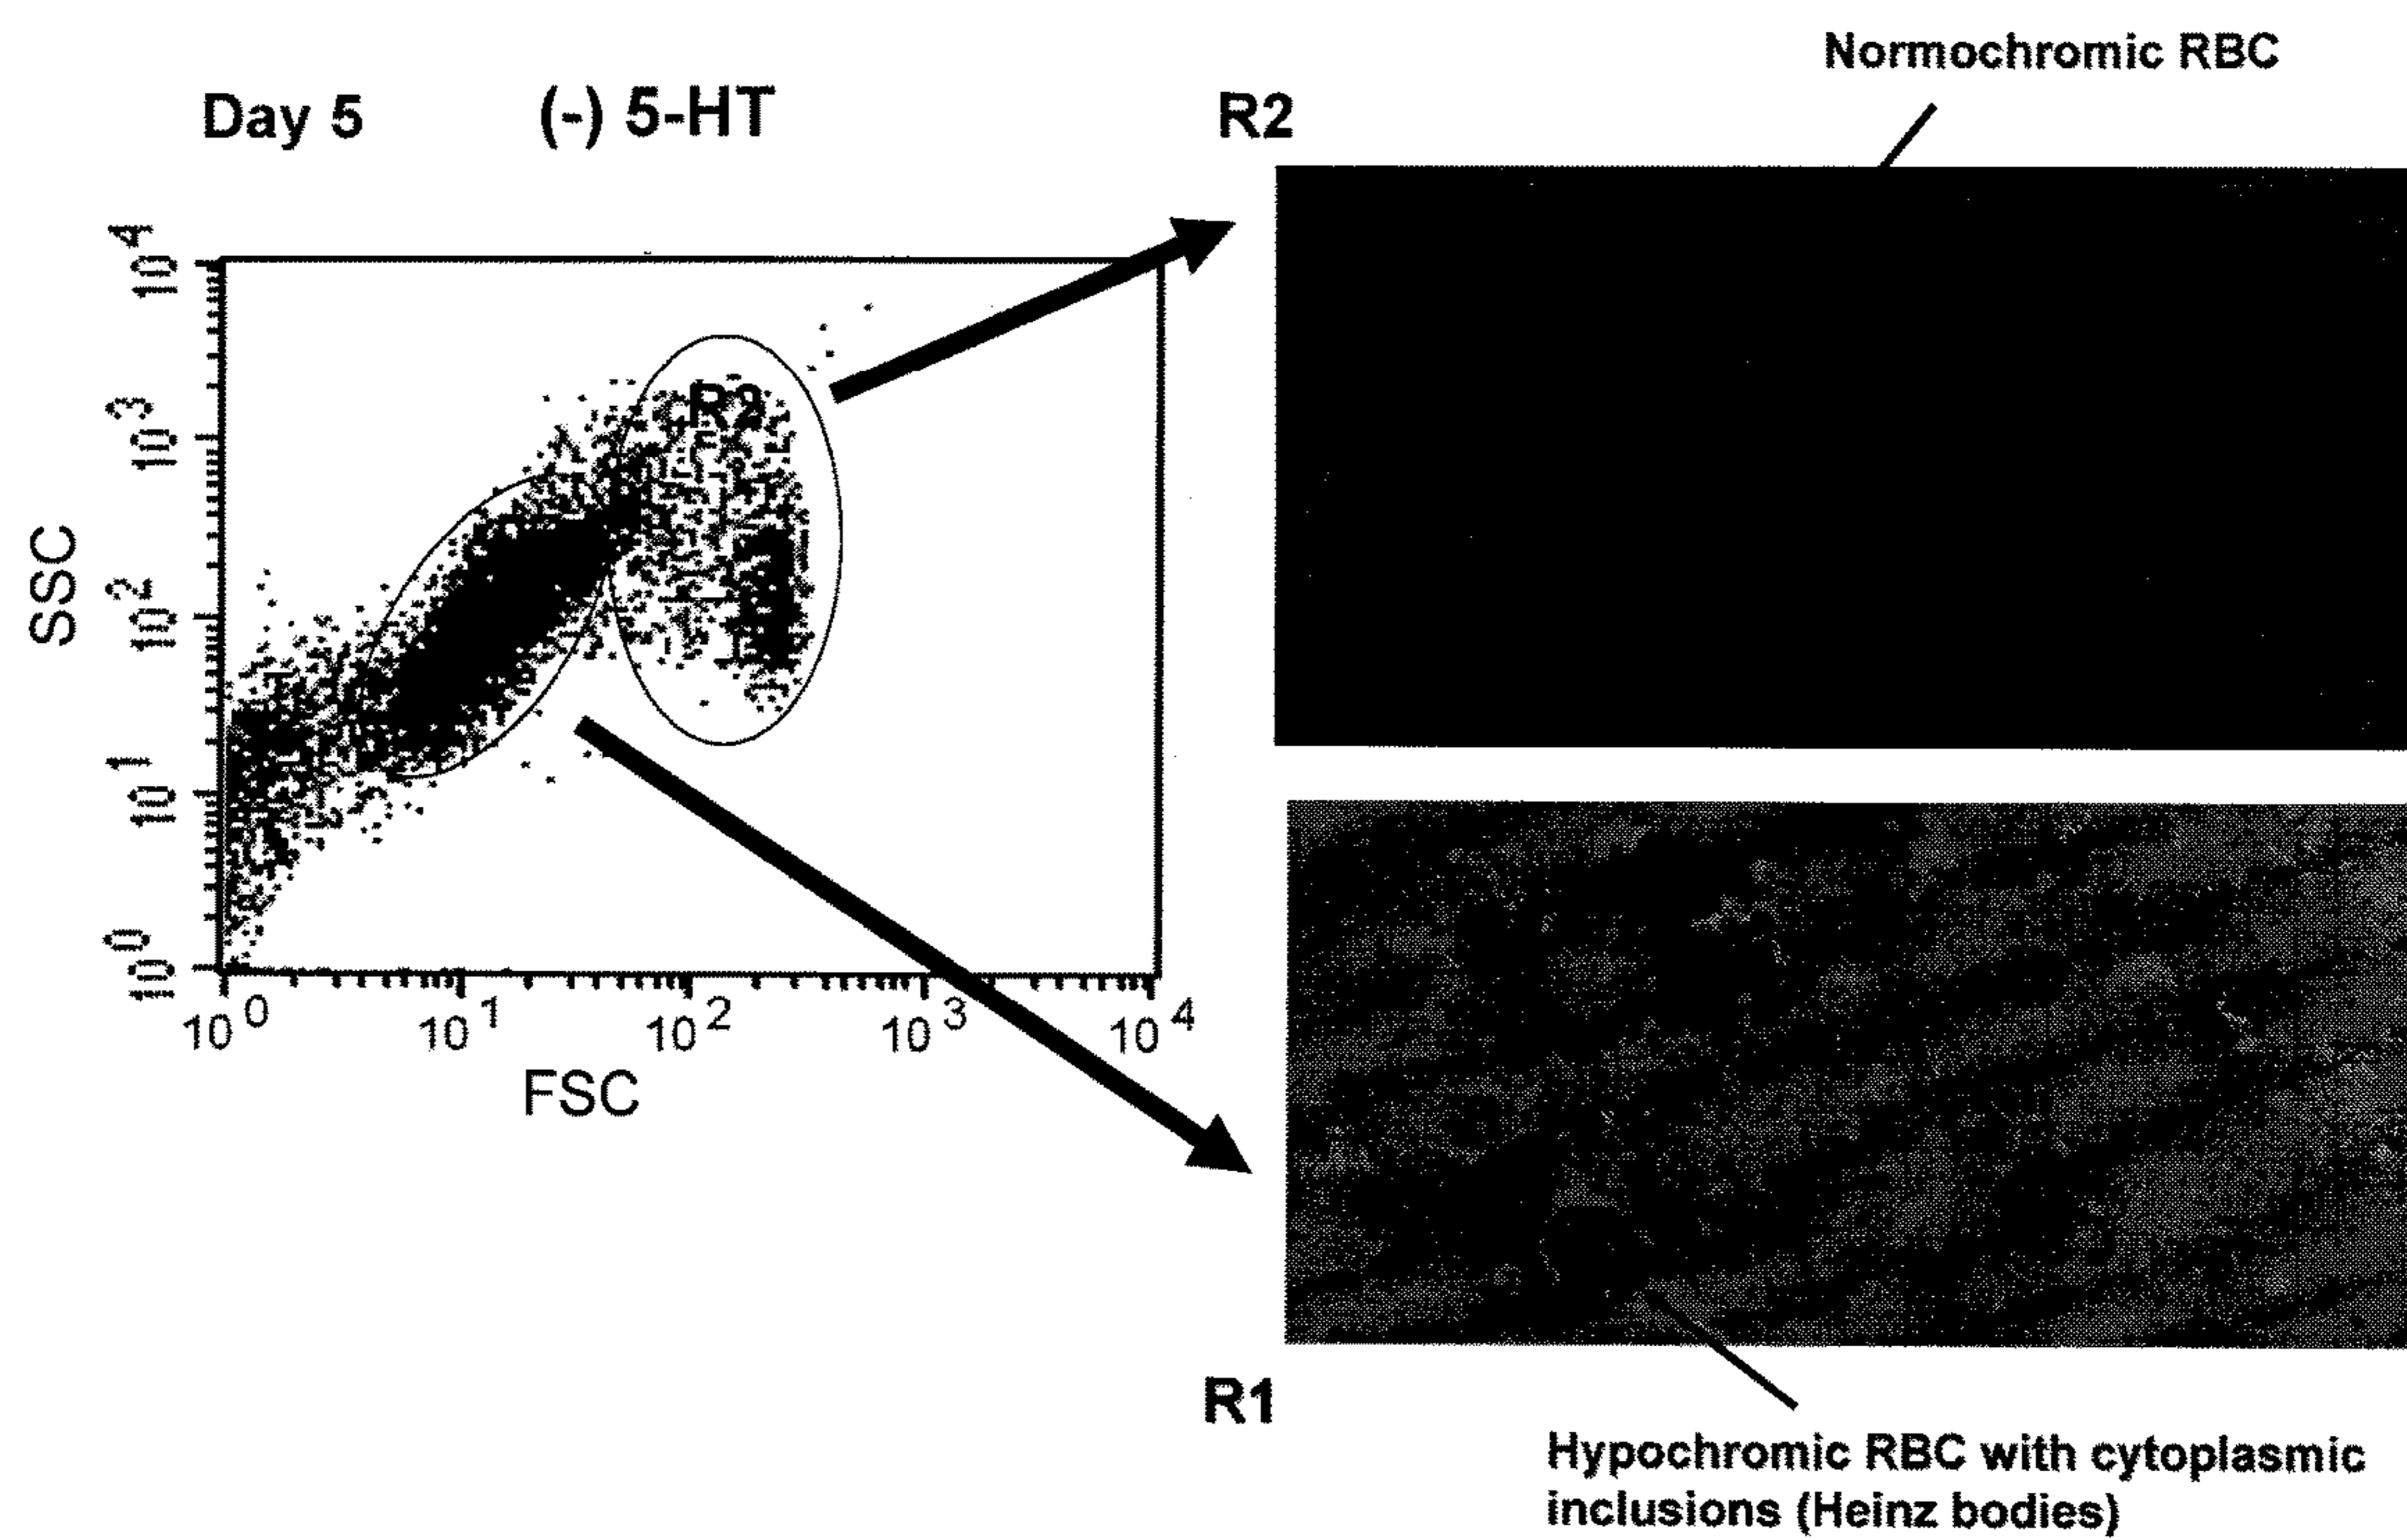 Normochromic RBC
Day 5 (-) 5-HT R2
10^4
10^3
10^2
10^1
10^0
SSC
R2
10^0 10^1 10^2 10^3 10^4
FSC
R1
Hypochromic RBC with cytoplasmic
inclusions (Heinz bodies)